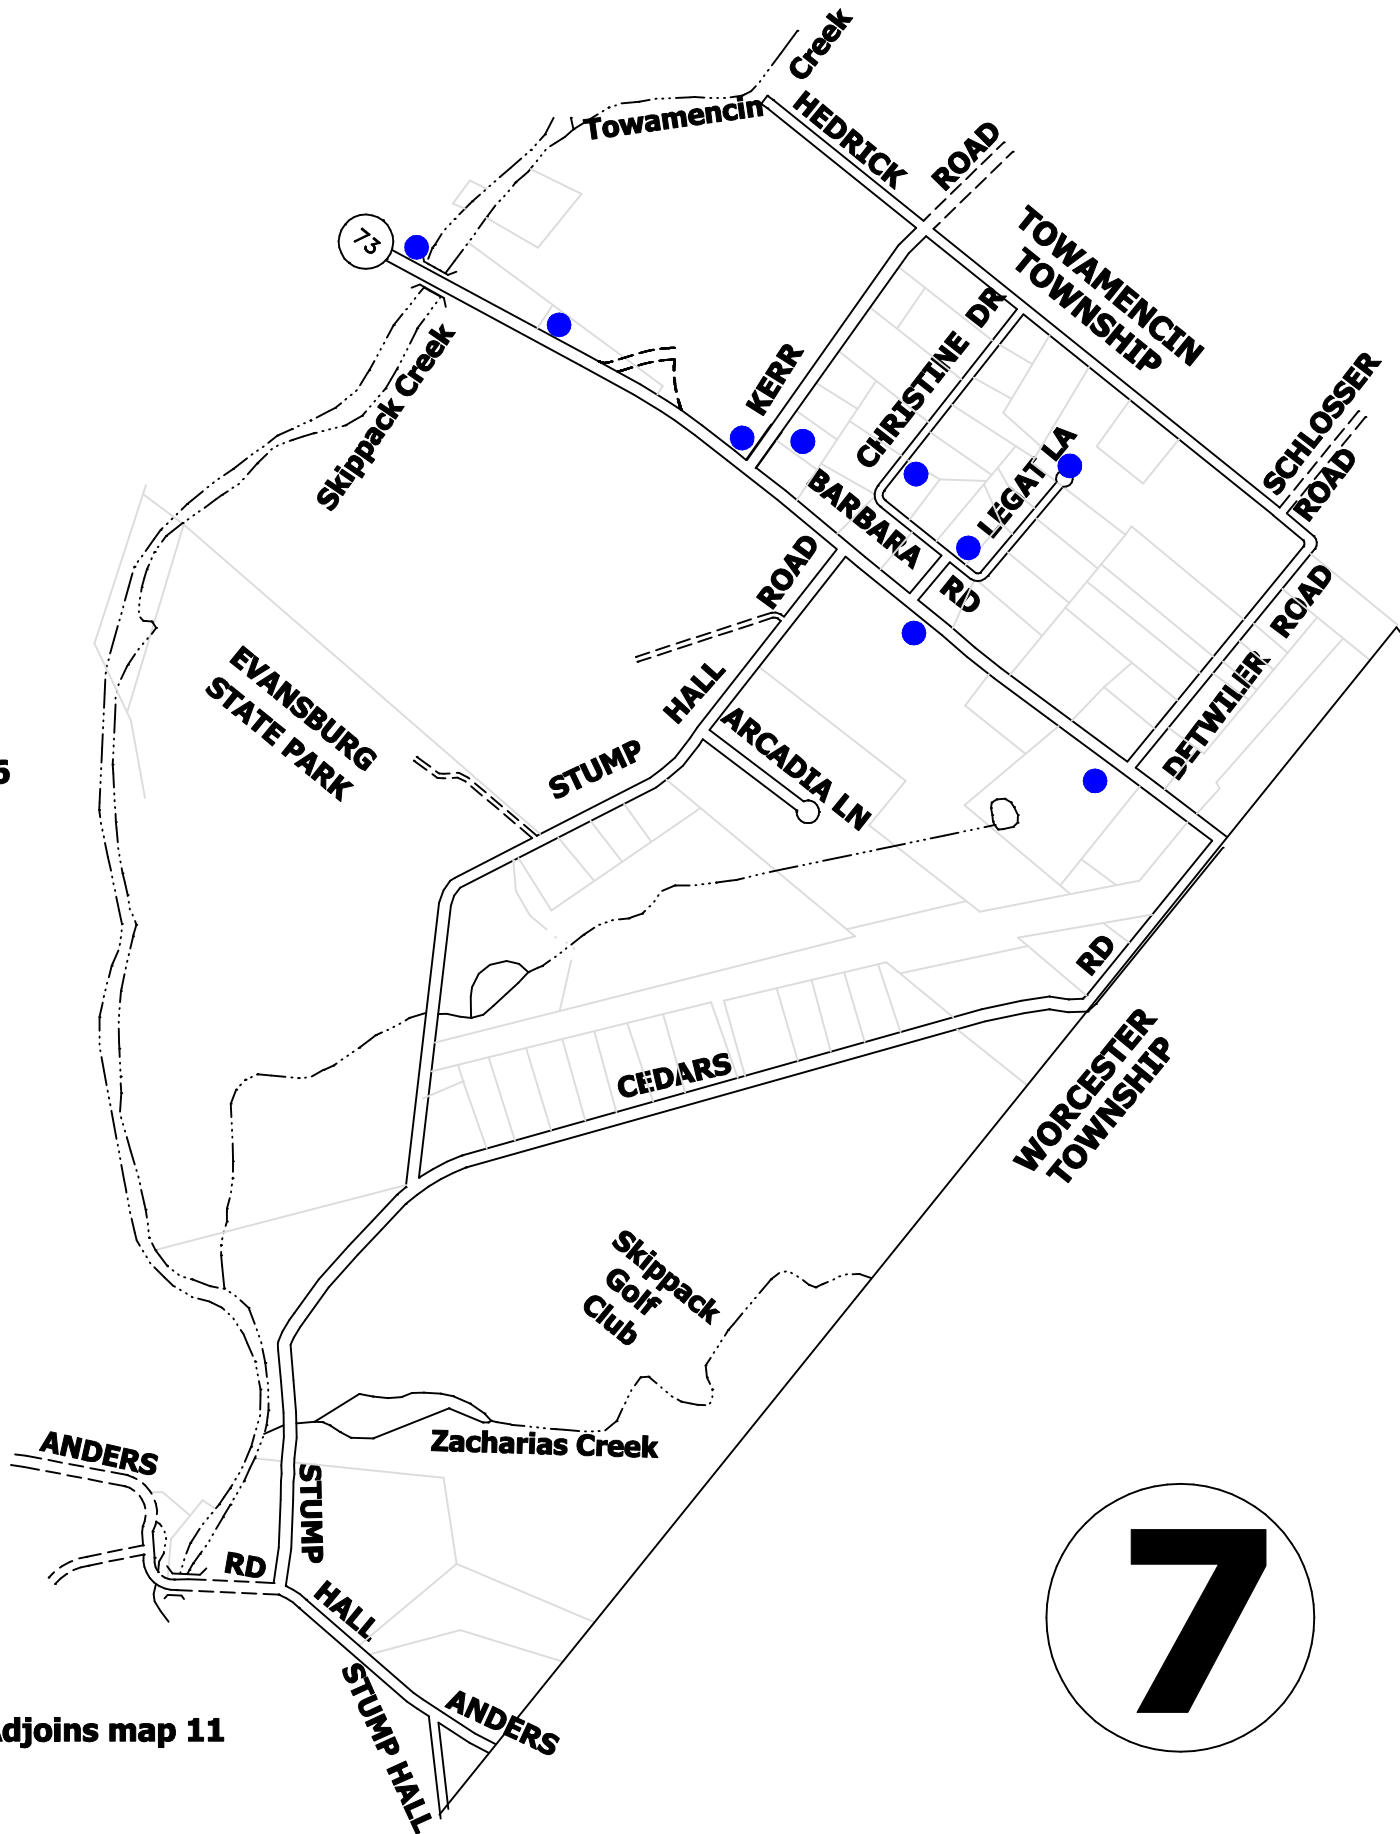 Creek
Towamencin
HEDRICK
ROAD
TOWAMENCIN
TOWNSHIP
73
CHRISTINE DR
KERR
Skippack Creek
SCHLOSSER
ROAD
LEGAT LA
BARBARA
RD
ROAD
HALL
STUMP
DETWILER ROAD
EVANSBURG
STATE PARK
ARCADIA LN
6
RD
CEDARS
WORCESTER
TOWNSHIP
Skippack
Golf
Club
Zacharias Creek
ANDERS
RD
STUMP
HALL
STUMP HALL
ANDERS
7
Adjoins map 11